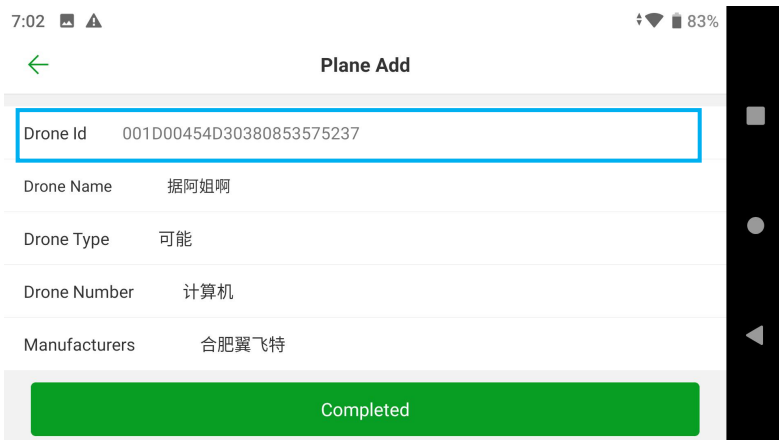 7:02 83%
Plane Add
Drone Id 001D00454D30380853575237
Drone Name 据阿姐啊
Drone Type 可能
Drone Number 计算机
Manufacturers 合肥翼飞特
Completed